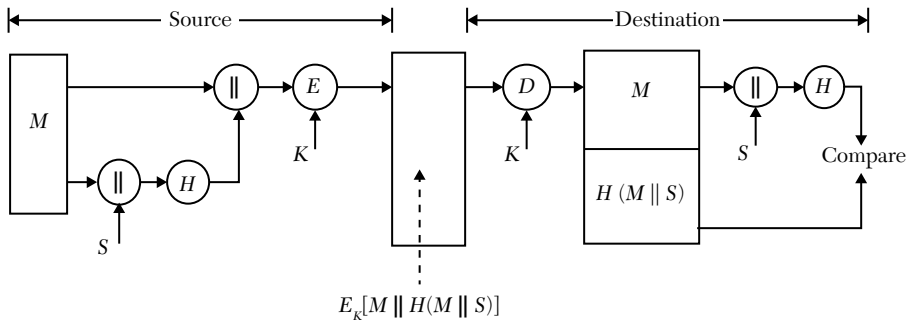 Source
Destination
M
||
E
K
||
H
S
D
K
M
H (M || S)
||
H
S
Compare
E_K[M || H(M || S)]